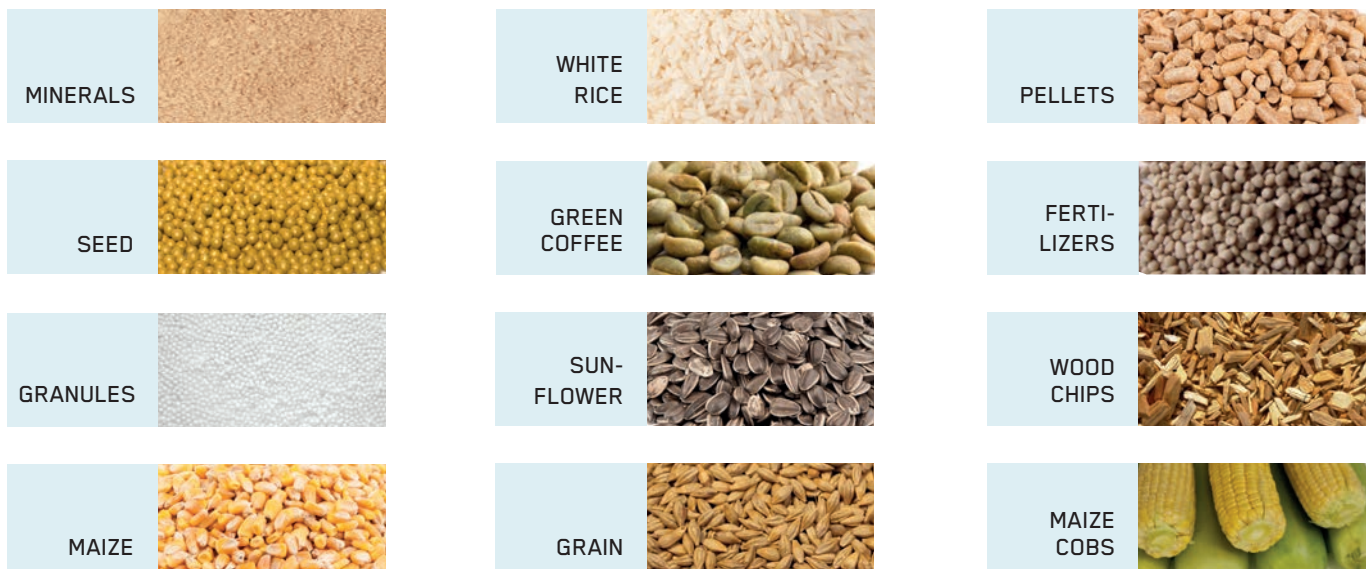 MINERALS
WHITE
RICE
PELLETS
SEED
GREEN
COFFEE
FERTI-
LIZERS
GRANULES
SUN-
FLOWER
WOOD
CHIPS
MAIZE
GRAIN
MAIZE
COBS